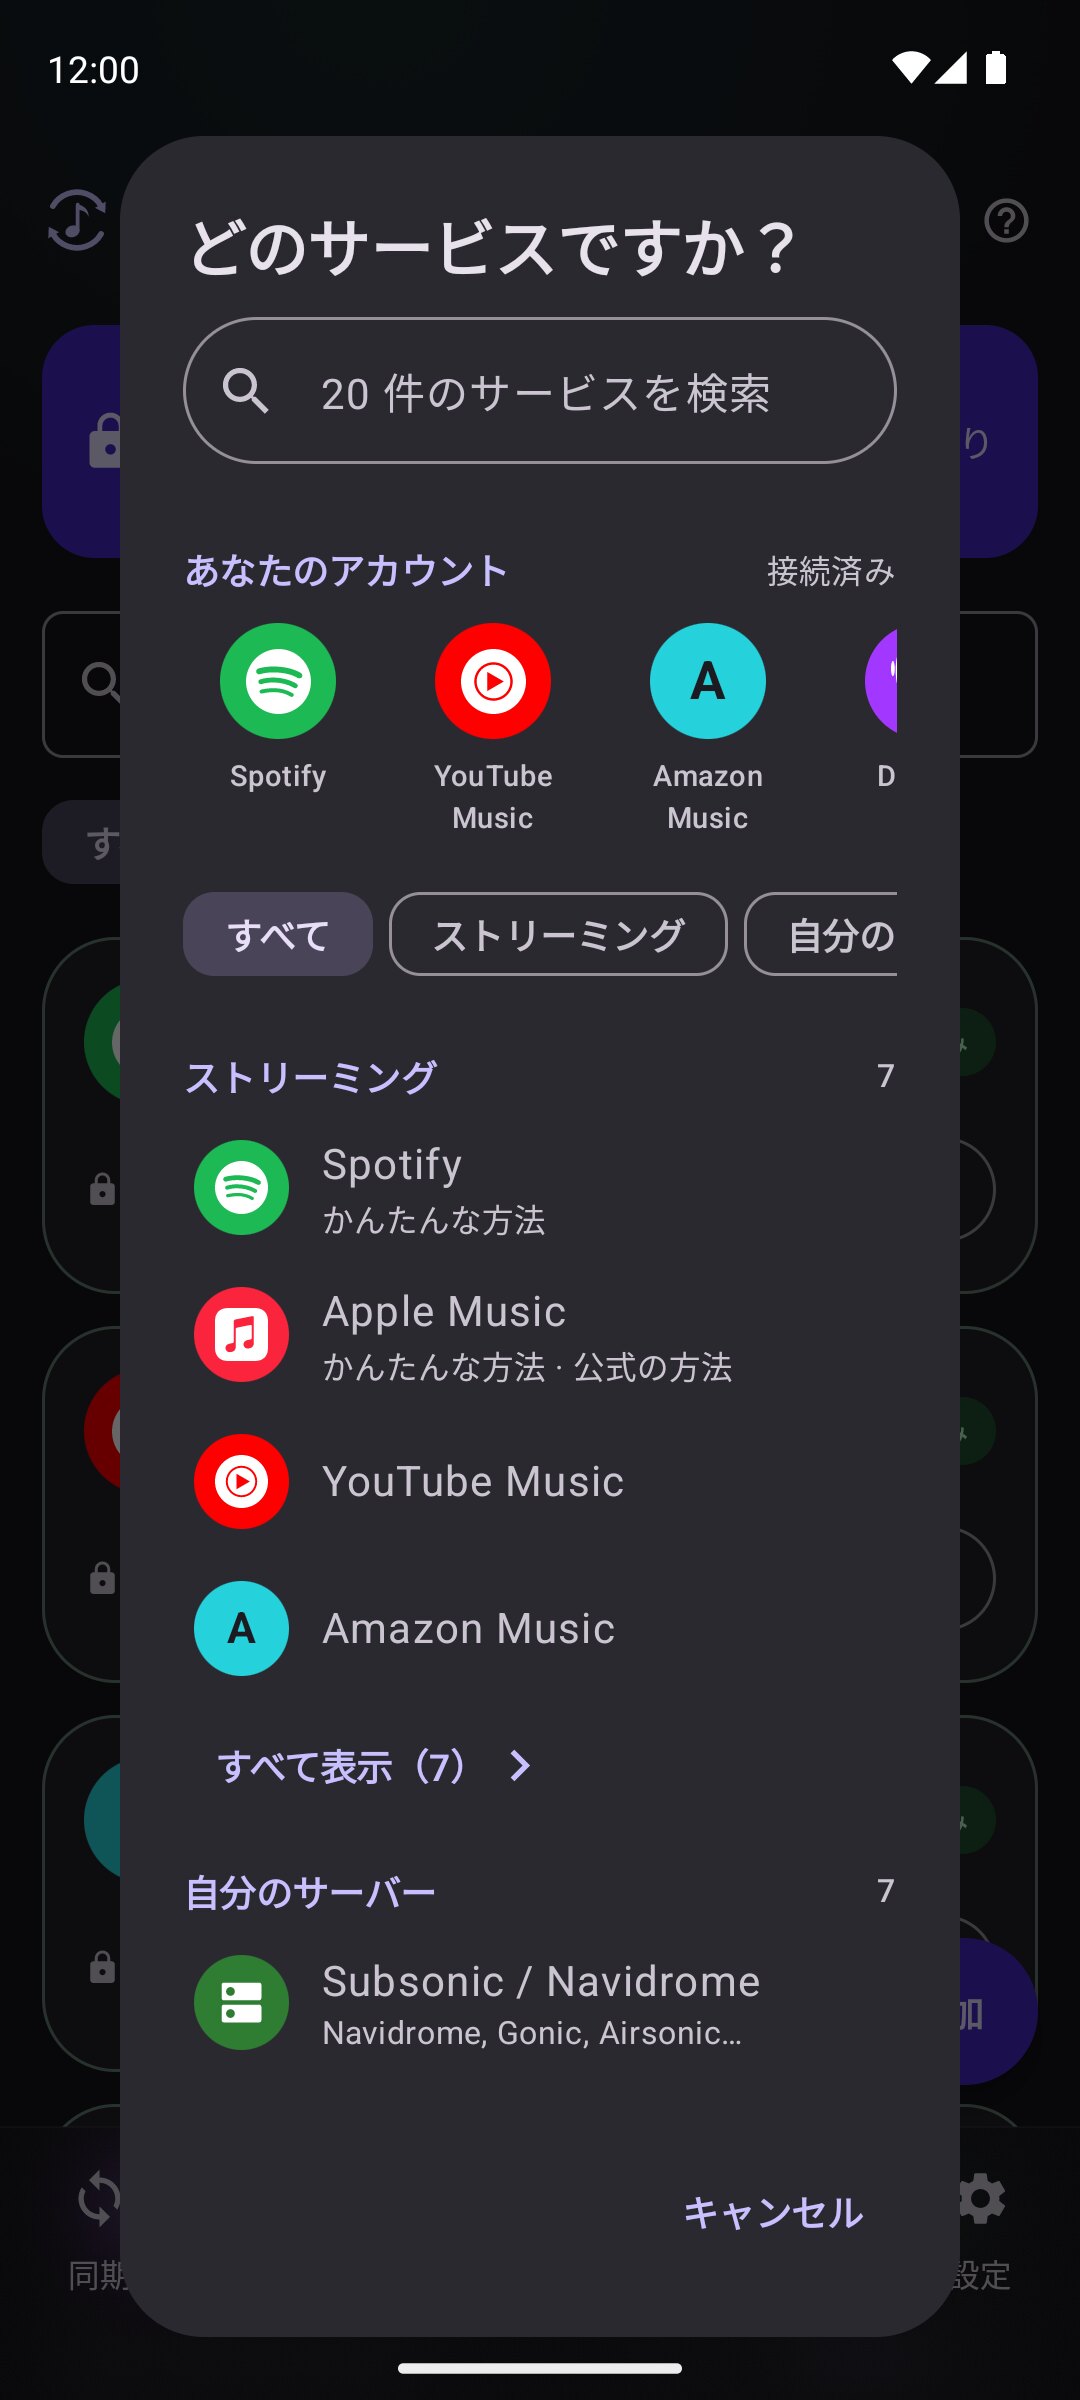 12:00
どのサービスですか？
20 件のサービスを検索
り
あなたのアカウント
接続済み
Spotify
YouTube
Music
Amazon
Music
D
す
すべて
ストリーミング
自分の
ストリーミング
7
Spotify
かんたんな方法
Apple Music
かんたんな方法 · 公式の方法
YouTube Music
A
Amazon Music
すべて表示（7）
自分のサーバー
7
Subsonic / Navidrome
Navidrome, Gonic, Airsonic…
加
キャンセル
同期
設定